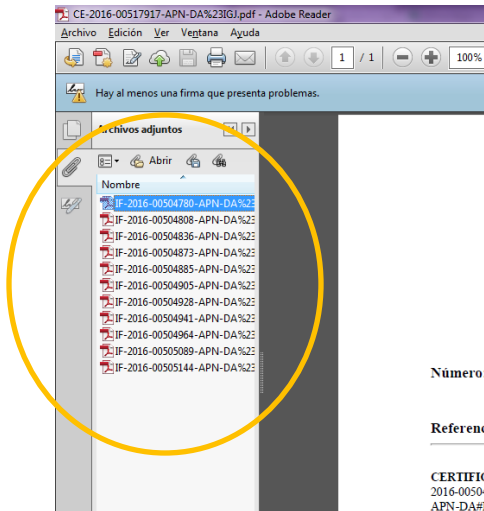 CE-2016-00517917-APN-DA%23IGJ.pdf - Adobe Reader
Archivo Edición Ver Ventana Ayuda
1 / 1 100%
Hay al menos una firma que presenta problemas.
Archivos adjuntos
Abrir
Nombre
IF-2016-00504780-APN-DA%23
IF-2016-00504808-APN-DA%23
IF-2016-00504836-APN-DA%23
IF-2016-00504873-APN-DA%23
IF-2016-00504885-APN-DA%23
IF-2016-00504905-APN-DA%23
IF-2016-00504928-APN-DA%23
IF-2016-00504941-APN-DA%23
IF-2016-00504964-APN-DA%23
IF-2016-00505089-APN-DA%23
IF-2016-00505144-APN-DA%23
Número
Referenc
CERTIFIC
2016-0050
APN-DA#